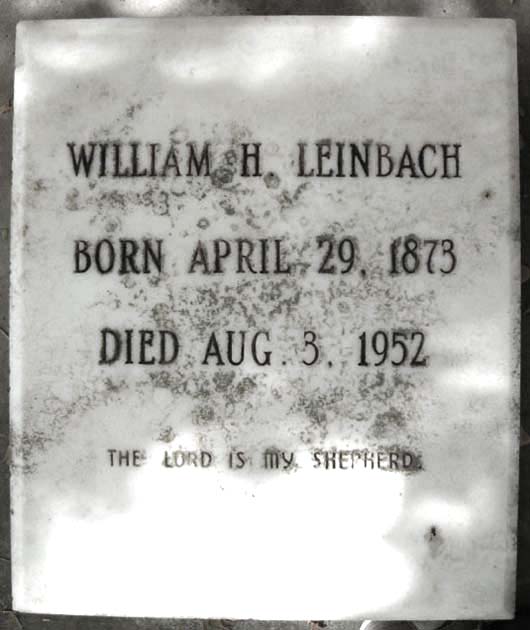 WILLIAM H. LEINBACH
BORN APRIL 29, 1873
DIED AUG. 3, 1952
THE LORD IS MY SHEPHERD.